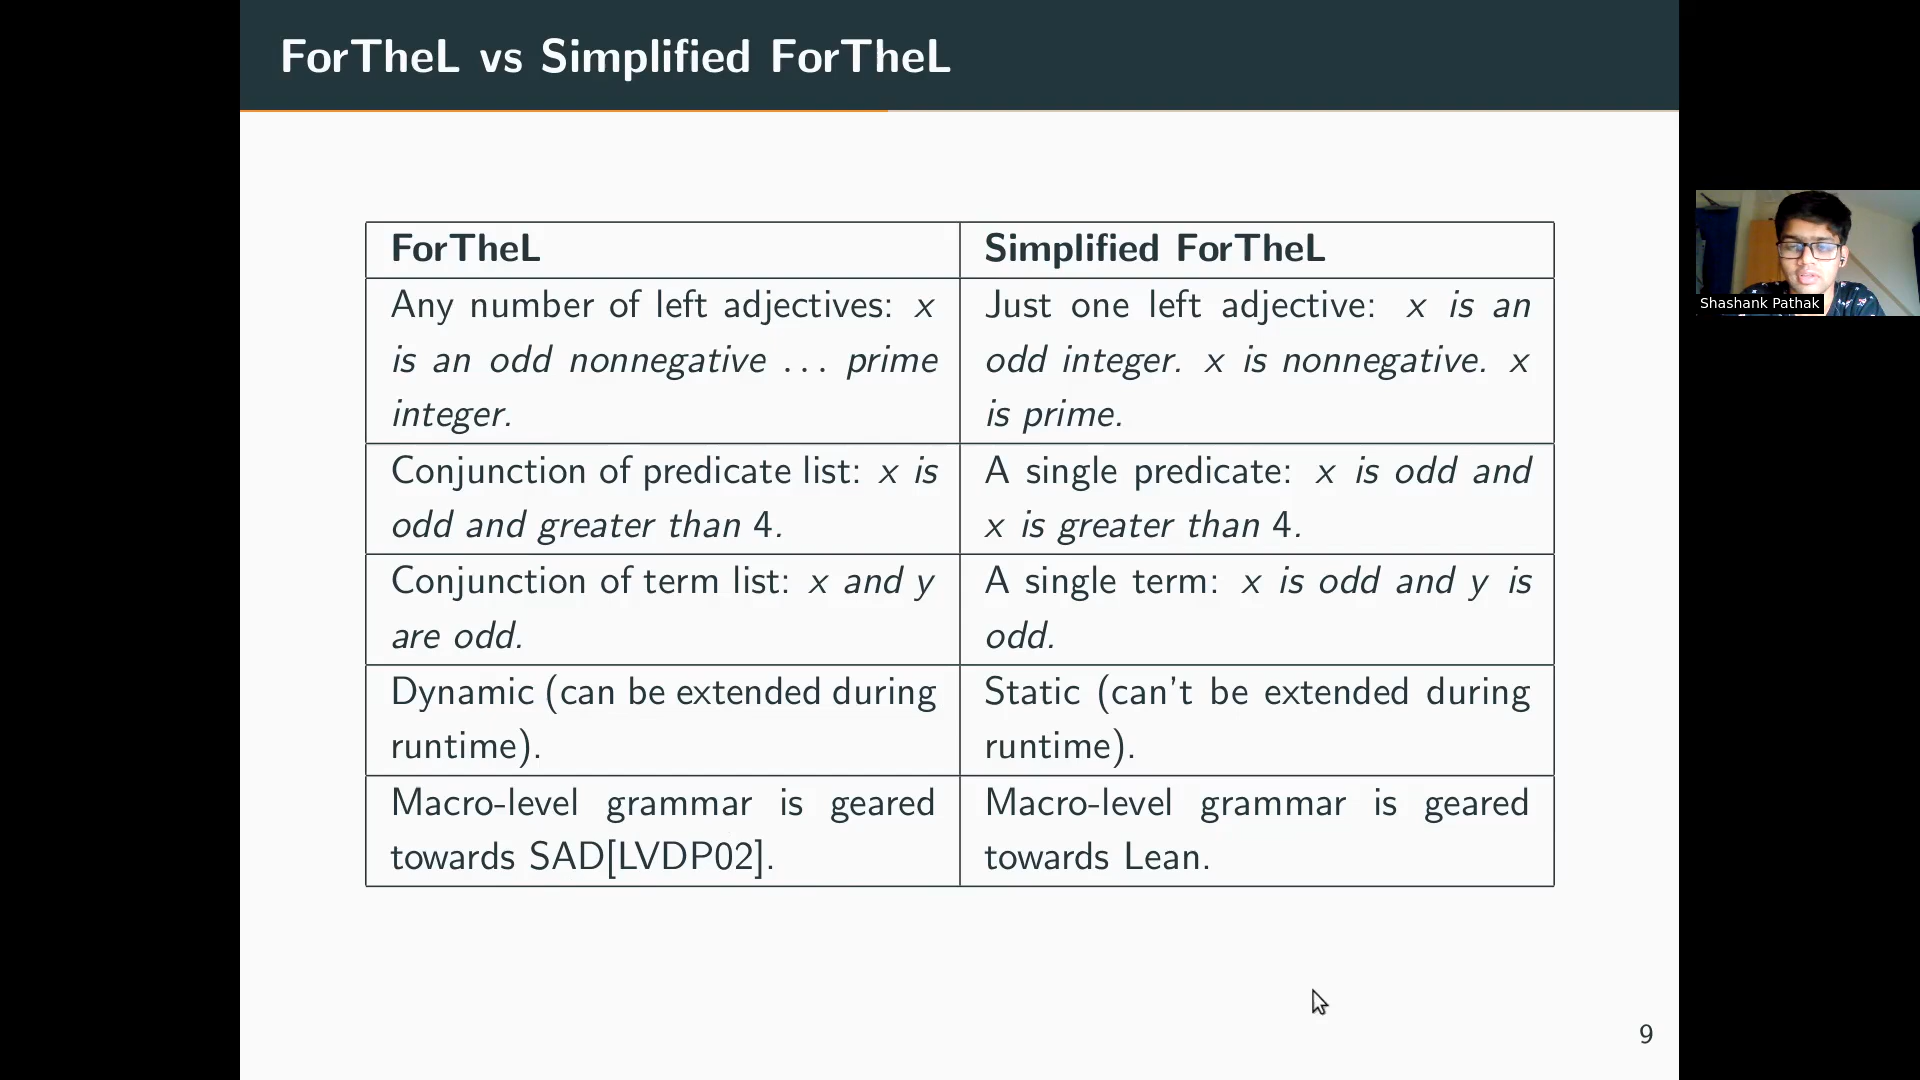 ForTheL vs Simplified ForTheL
ForTheL
Simplified ForTheL
Any number of left adjectives: x
is an odd nonnegative ... prime
integer.
Just one left adjective: x is an
odd integer. x is nonnegative. x
is prime.
Conjunction of predicate list: x is
odd and greater than 4.
A single predicate: x is odd and
x is greater than 4.
Conjunction of term list: x and y
are odd.
A single term: x is odd and y is
odd.
Dynamic (can be extended during
runtime).
Static (can't be extended during
runtime).
Macro-level grammar is geared
towards SAD[LVDP02].
Macro-level grammar is geared
towards Lean.
9
Shashank Pathak